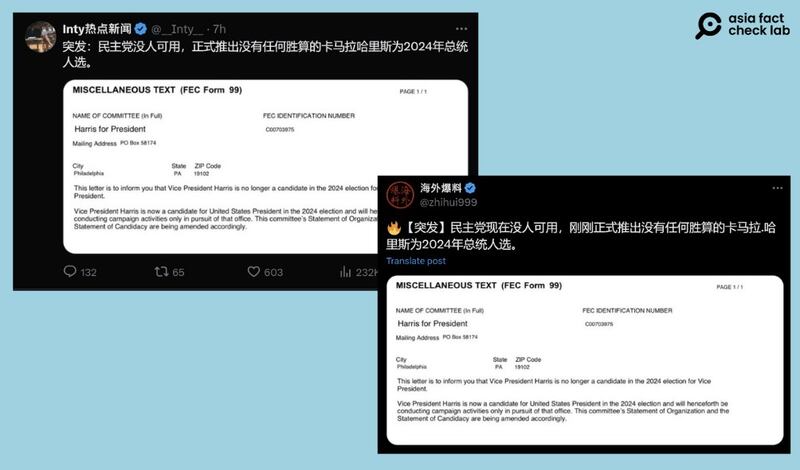 asia fact
check lab
Inty热点新闻 @__Inty__ · 7h
突发：民主党没人可用，正式推出没有任何胜算的卡马拉哈里斯为2024年总统
人选。
MISCELLANEOUS TEXT (FEC Form 99)
PAGE 1 / 1
NAME OF COMMITTEE (In Full) FEC IDENTIFICATION NUMBER
Harris for President C00703975
Mailing Address PO Box 58174
City State ZIP Code
Philadelphia PA 19102
This letter is to inform you that Vice President Harris is no longer a candidate in the 2024 election for
President.
Vice President Harris is now a candidate for United States President in the 2024 election and will
conducting campaign activities only in pursuit of that office. This committee's Statement of Organization
Statement of Candidacy are being amended accordingly.
132 65 603 232K
海外爆料
@zhihui999
🔥【突发】民主党现在没人可用，刚刚正式推出没有任何胜算的卡马拉.哈
里斯为2024年总统人选。
Translate post
MISCELLANEOUS TEXT (FEC Form 99)
PAGE 1 / 1
NAME OF COMMITTEE (In Full) FEC IDENTIFICATION NUMBER
Harris for President C00703975
Mailing Address PO Box 58174
City State ZIP Code
Philadelphia PA 19102
This letter is to inform you that Vice President Harris is no longer a candidate in the 2024 election for Vice
President.
Vice President Harris is now a candidate for United States President in the 2024 election and will henceforth be
conducting campaign activities only in pursuit of that office. This committee's Statement of Organization and the
Statement of Candidacy are being amended accordingly.